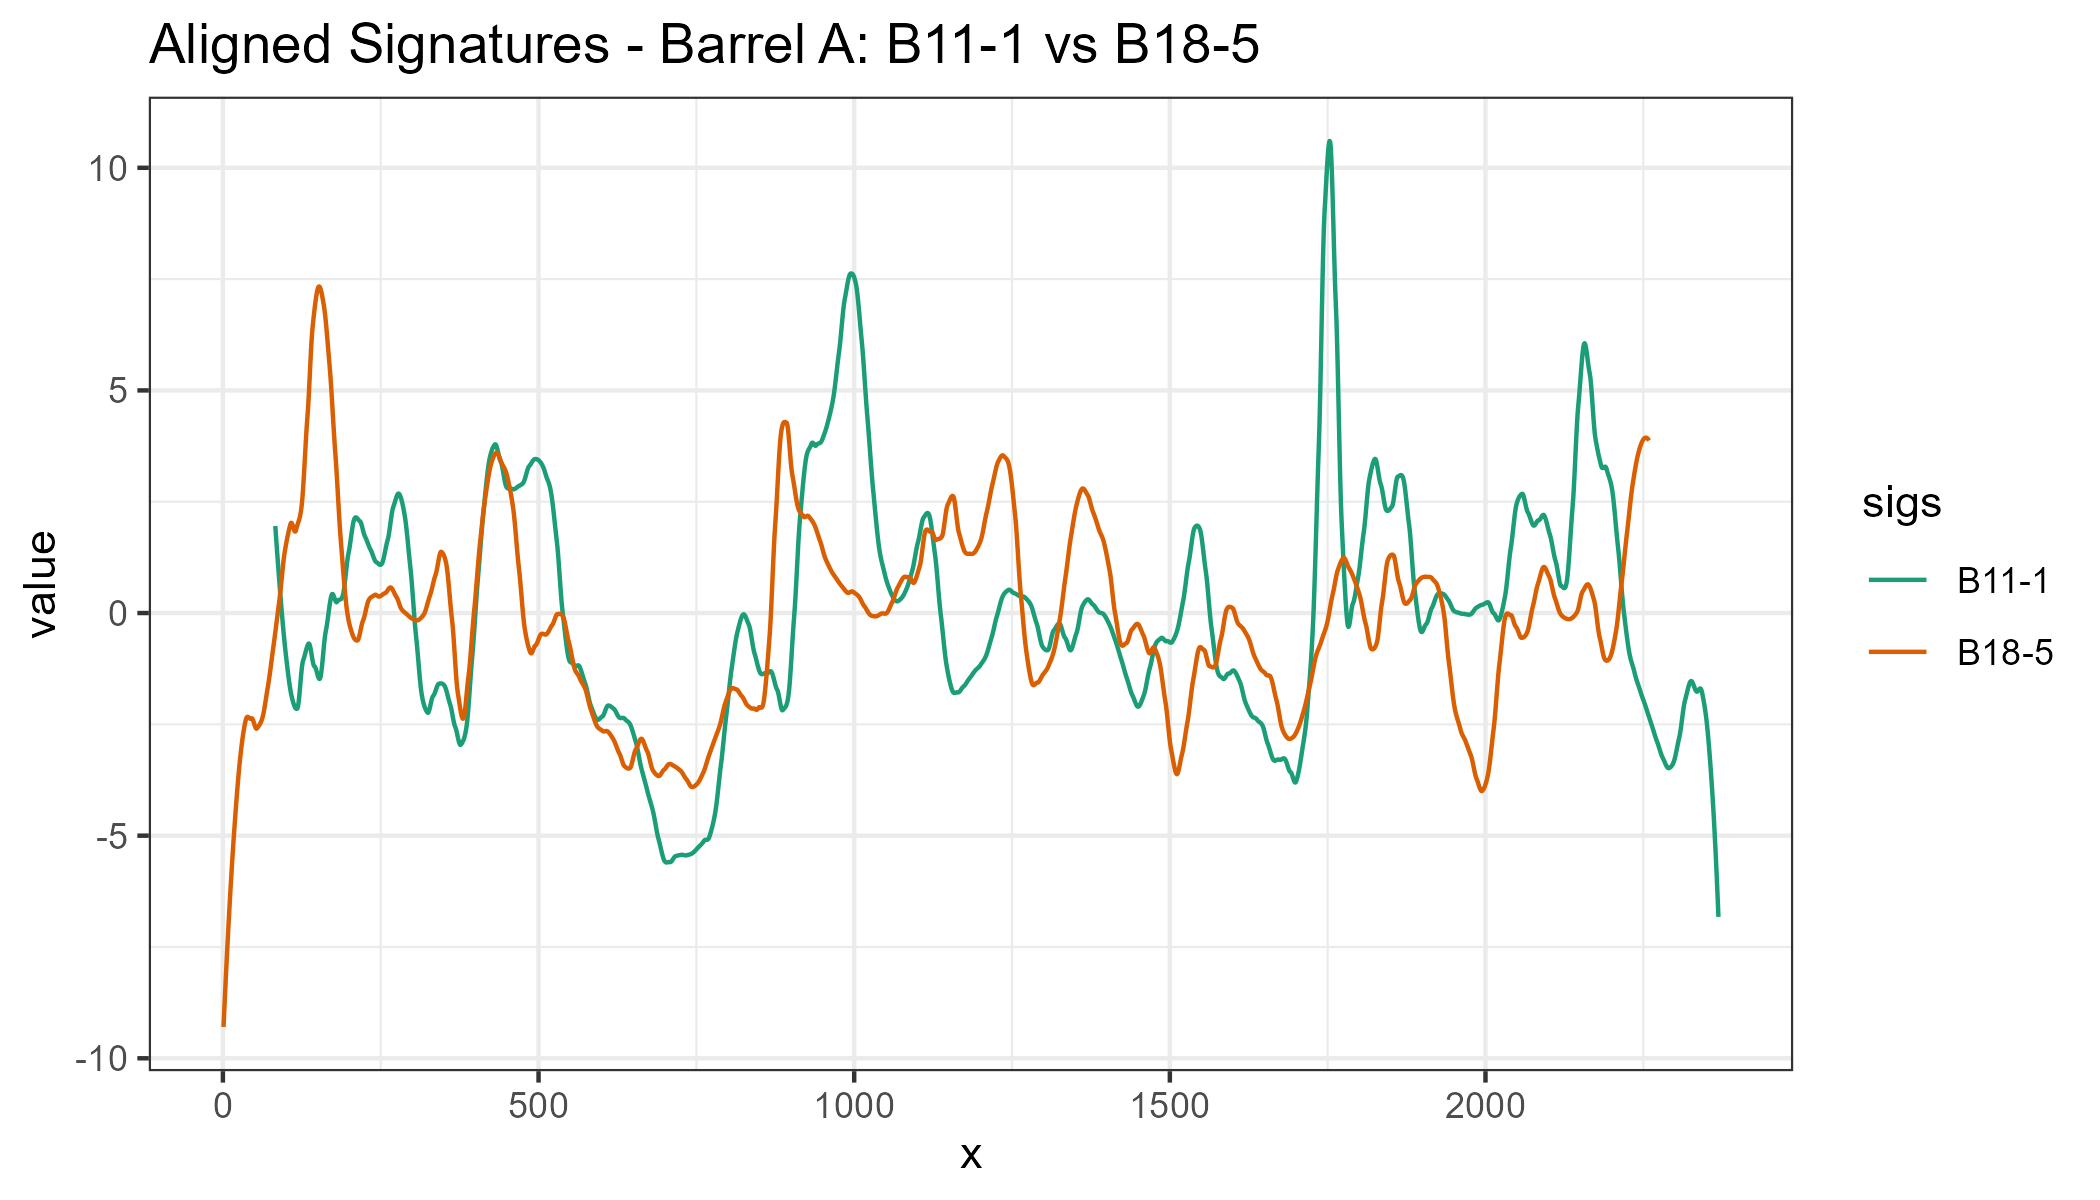 Aligned Signatures - Barrel A: B11-1 vs B18-5
10
5
0
-5
-10
value
0 500 1000 1500 2000
x
sigs
B11-1
B18-5